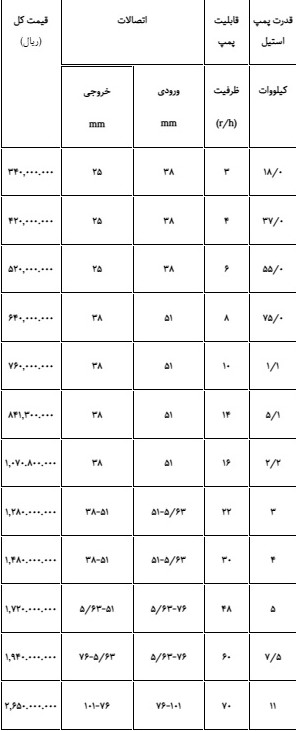 قدرت پمپ استیل قابلیت پمپ اتصالات قیمت کل (ریال)
کیلووات ظرفیت (r/h) ورودی mm خروجی mm
۱۸/۰ ۳ ۳۸ ۲۵ ۳۴۰,۰۰۰.۰۰۰
۳۷/۰ ۴ ۳۸ ۲۵ ۴۲۰,۰۰۰.۰۰۰
۵۵/۰ ۶ ۳۸ ۲۵ ۵۲۰,۰۰۰.۰۰۰
۷۵/۰ ۸ ۵۱ ۳۸ ۶۴۰,۰۰۰.۰۰۰
۱/۱ ۱۰ ۵۱ ۳۸ ۷۶۰,۰۰۰.۰۰۰
۵/۱ ۱۴ ۵۱ ۳۸ ۸۴۱,۳۰۰.۰۰۰
۲/۲ ۱۶ ۵۱ ۳۸ ۱,۰۷۰.۸۰۰.۰۰۰
۳ ۲۲ ۵۱-۵/۶۳ ۳۸-۵۱ ۱,۲۸۰.۰۰۰.۰۰۰
۴ ۳۰ ۵۱-۵/۶۳ ۳۸-۵۱ ۱,۴۸۰.۰۰۰.۰۰۰
۵ ۴۸ ۵/۶۳-۷۶ ۵/۶۳-۵۱ ۱,۷۲۰.۰۰۰.۰۰۰
۷/۵ ۶۰ ۵/۶۳-۷۶ ۷۶-۵/۶۳ ۱,۹۴۰.۰۰۰.۰۰۰
۱۱ ۷۰ ۷۶-۱۰۱ ۱۰۱-۷۶ ۲,۶۵۰.۰۰۰.۰۰۰